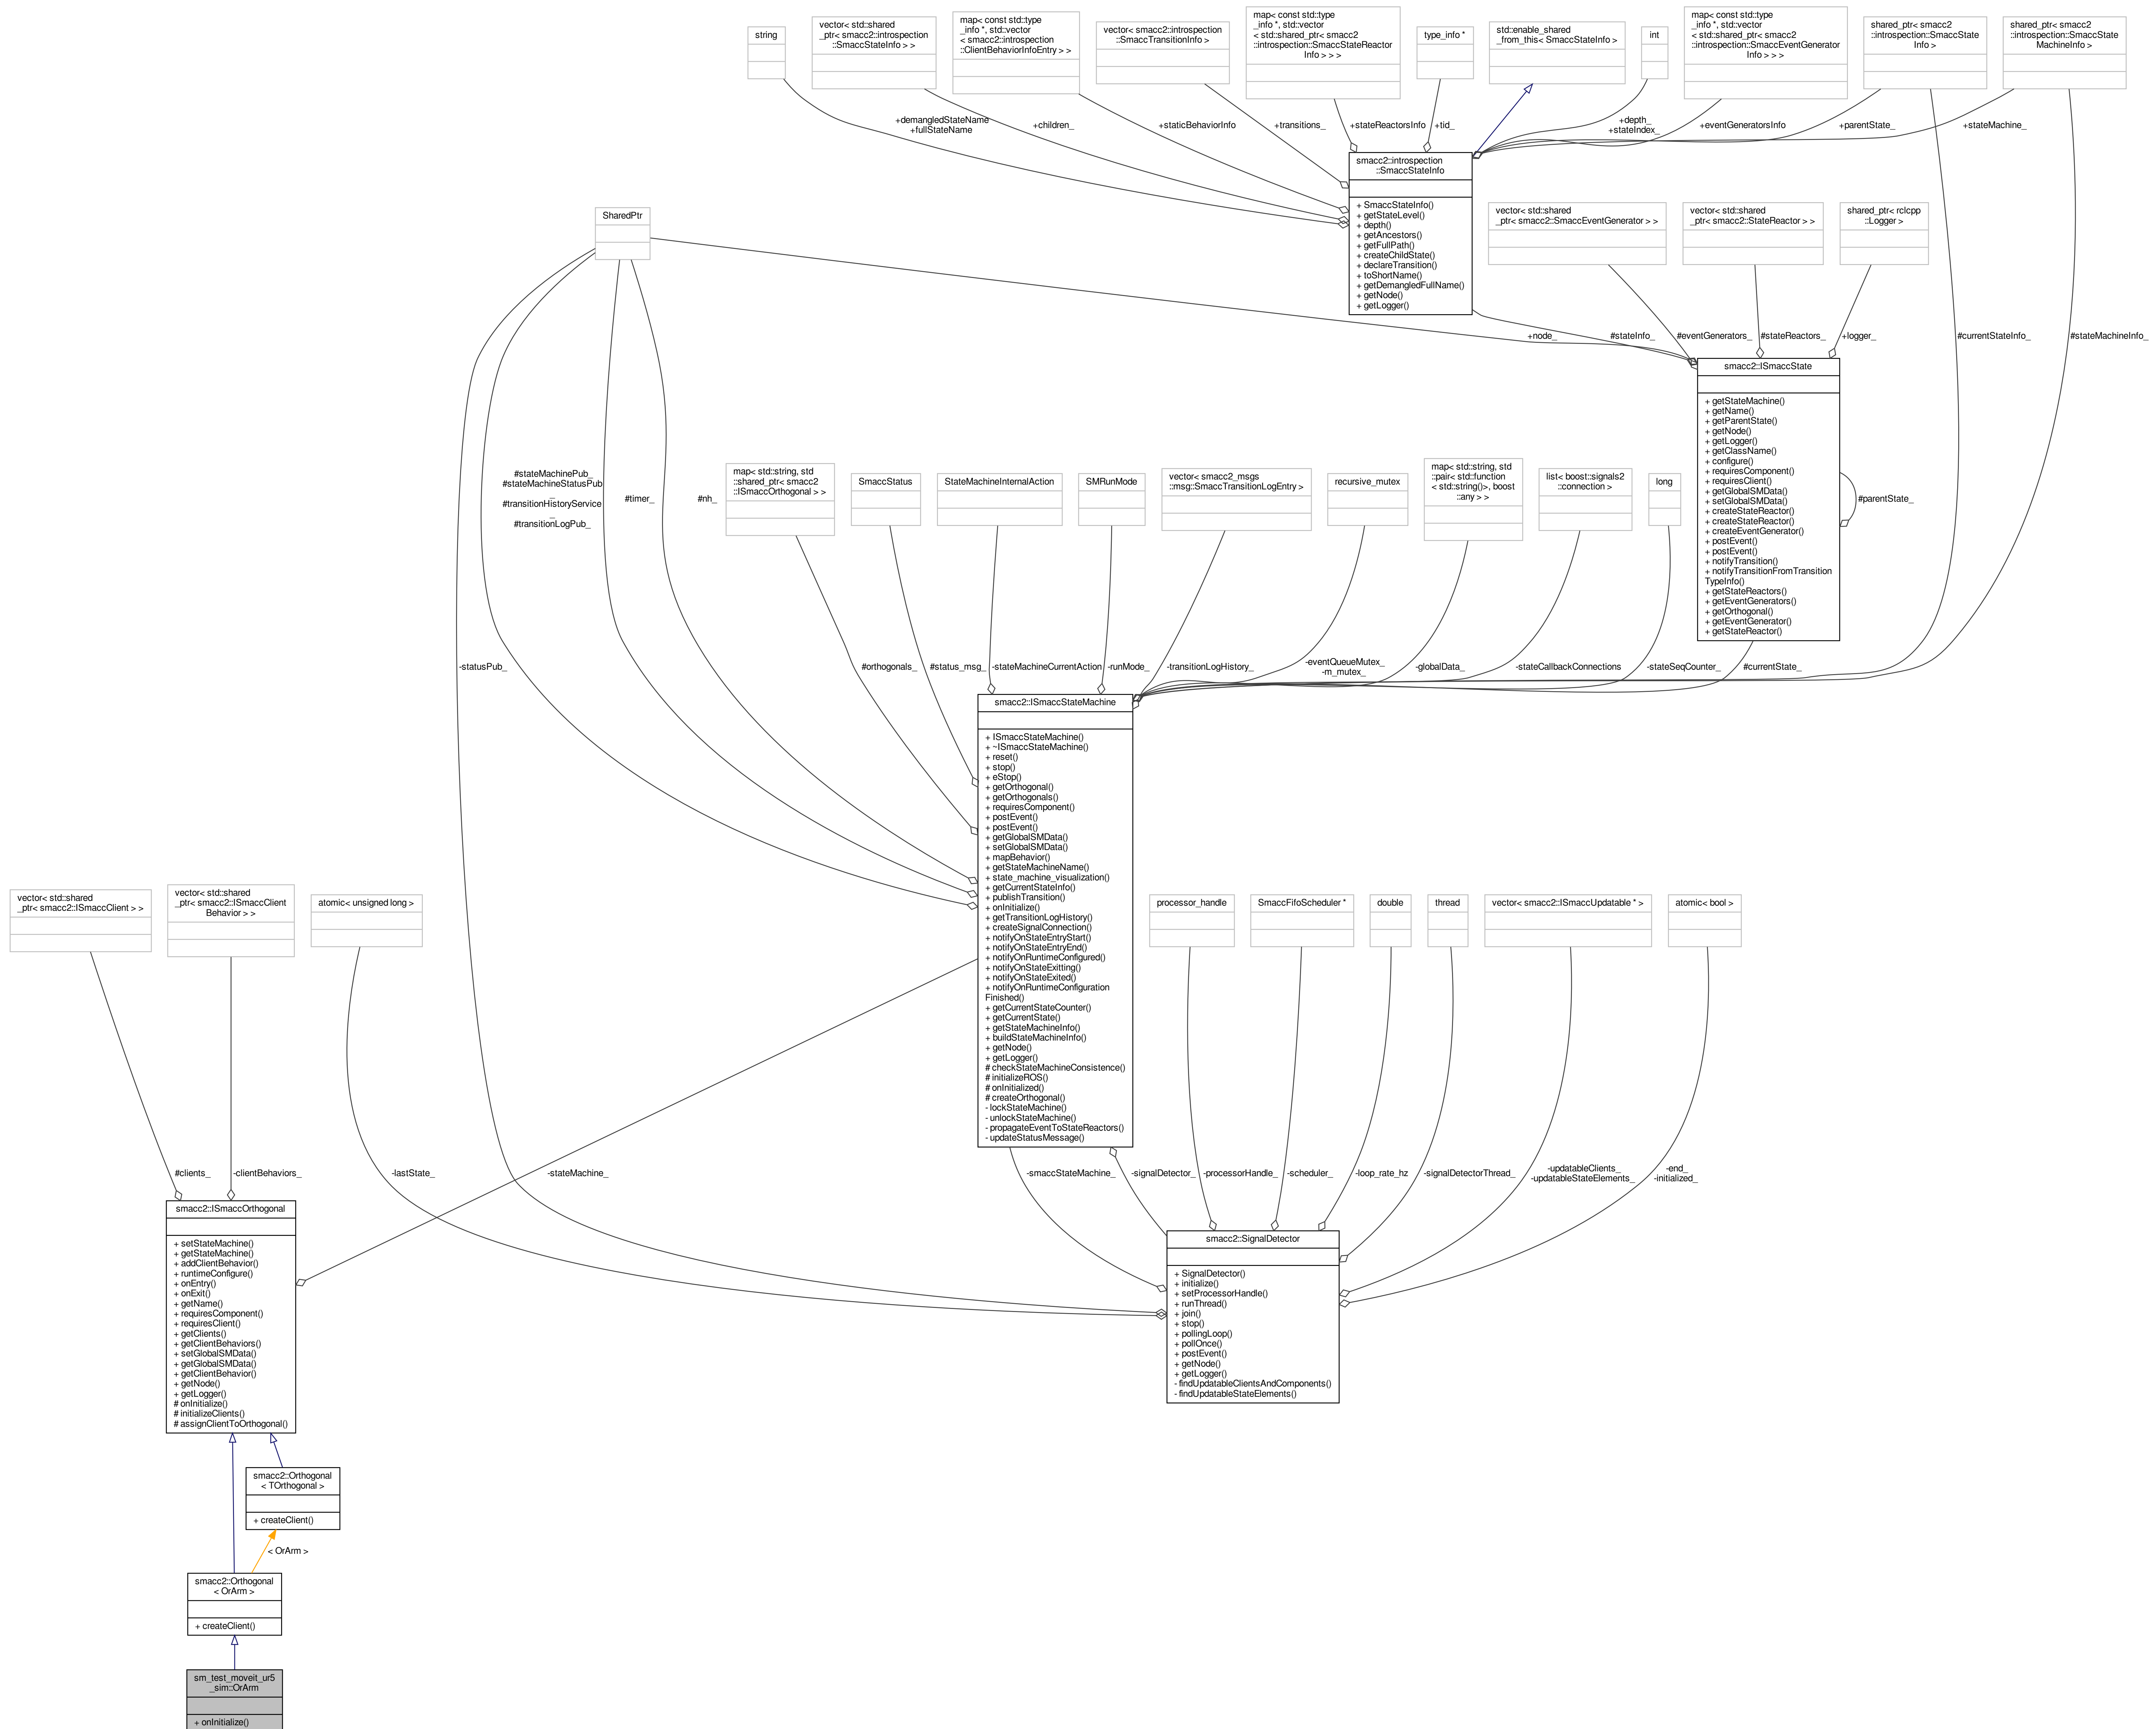 string
vector< std::shared
_ptr< smacc2::introspection
::SmaccStateInfo > >
map< const std::type
_info *, std::vector
< smacc2::introspection
::ClientBehaviorInfoEntry > >
vector< smacc2::introspection
::SmaccTransitionInfo >
map< const std::type
_info *, std::vector
< std::shared_ptr< smacc2
::introspection::SmaccStateReactor
Info > > >
type_info *
std::enable_shared
_from_this< SmaccStateInfo >
int
map< const std::type
_info *, std::vector
< std::shared_ptr< smacc2
::introspection::SmaccEventGenerator
Info > > >
shared_ptr< smacc2
::introspection::SmaccState
Info >
shared_ptr< smacc2
::introspection::SmaccState
MachineInfo >
+demangledStateName
+fullStateName
+children_
+staticBehaviorInfo
+transitions_
+stateReactorsInfo
+tid_
+depth_
+stateIndex_
+eventGeneratorsInfo
+parentState_
+stateMachine_
smacc2::introspection
::SmaccStateInfo
+ SmaccStateInfo()
+ getStateLevel()
+ depth()
+ getAncestors()
+ getFullPath()
+ createChildState()
+ declareTransition()
+ toShortName()
+ getDemangledFullName()
+ getNode()
+ getLogger()
SharedPtr
vector< std::shared
_ptr< smacc2::SmaccEventGenerator > >
vector< std::shared
_ptr< smacc2::StateReactor > >
shared_ptr< rclcpp
::Logger >
+node_
#stateInfo_
#eventGenerators_
#stateReactors_
+logger_
#currentStateInfo_
#stateMachineInfo_
smacc2::ISmaccState
+ getStateMachine()
+ getName()
+ getParentState()
+ getNode()
+ getLogger()
+ getClassName()
+ configure()
+ requiresComponent()
+ requiresClient()
+ getGlobalSMData()
+ setGlobalSMData()
+ createStateReactor()
+ createStateReactor()
+ createEventGenerator()
+ postEvent()
+ postEvent()
+ notifyTransition()
+ notifyTransitionFromTransition
TypeInfo()
+ getStateReactors()
+ getEventGenerators()
+ getOrthogonal()
+ getEventGenerator()
+ getStateReactor()
#parentState_
#stateMachinePub_
#stateMachineStatusPub
_
#transitionHistoryService
_
#transitionLogPub_
#timer_
#nh_
map< std::string, std
::shared_ptr< smacc2
::ISmaccOrthogonal > >
SmaccStatus
StateMachineInternalAction
SMRunMode
vector< smacc2_msgs
::msg::SmaccTransitionLogEntry >
recursive_mutex
map< std::string, std
::pair< std::function
< std::string()>, boost
::any > >
list< boost::signals2
::connection >
long
-statusPub_
#orthogonals_
#status_msg_
-stateMachineCurrentAction
-runMode_
-transitionLogHistory_
-eventQueueMutex_
-m_mutex_
-globalData_
-stateCallbackConnections
-stateSeqCounter_
#currentState_
smacc2::ISmaccStateMachine
+ ISmaccStateMachine()
+ ~ISmaccStateMachine()
+ reset()
+ stop()
+ eStop()
+ getOrthogonal()
+ getOrthogonals()
+ requiresComponent()
+ postEvent()
+ postEvent()
+ getGlobalSMData()
+ setGlobalSMData()
+ mapBehavior()
+ getStateMachineName()
+ state_machine_visualization()
+ getCurrentStateInfo()
+ publishTransition()
+ onInitialize()
+ getTransitionLogHistory()
+ createSignalConnection()
+ notifyOnStateEntryStart()
+ notifyOnStateEntryEnd()
+ notifyOnRuntimeConfigured()
+ notifyOnStateExitting()
+ notifyOnStateExited()
+ notifyOnRuntimeConfiguration
Finished()
+ getCurrentStateCounter()
+ getCurrentState()
+ getStateMachineInfo()
+ buildStateMachineInfo()
+ getNode()
+ getLogger()
# checkStateMachineConsistence()
# initializeROS()
# onInitialized()
# createOrthogonal()
- lockStateMachine()
- unlockStateMachine()
- propagateEventToStateReactors()
- updateStatusMessage()
vector< std::shared
_ptr< smacc2::ISmaccClient > >
vector< std::shared
_ptr< smacc2::ISmaccClient
Behavior > >
atomic< unsigned long >
processor_handle
SmaccFifoScheduler *
double
thread
vector< smacc2::ISmaccUpdatable * >
atomic< bool >
#clients_
-clientBehaviors_
-lastState_
-stateMachine_
-smaccStateMachine_
-signalDetector_
-processorHandle_
-scheduler_
-loop_rate_hz
-signalDetectorThread_
-updatableClients_
-updatableStateElements_
-end_
-initialized_
smacc2::ISmaccOrthogonal
+ setStateMachine()
+ getStateMachine()
+ addClientBehavior()
+ runtimeConfigure()
+ onEntry()
+ onExit()
+ getName()
+ requiresComponent()
+ requiresClient()
+ getClients()
+ getClientBehaviors()
+ setGlobalSMData()
+ getGlobalSMData()
+ getClientBehavior()
+ getNode()
+ getLogger()
# onInitialize()
# initializeClients()
# assignClientToOrthogonal()
smacc2::SignalDetector
+ SignalDetector()
+ initialize()
+ setProcessorHandle()
+ runThread()
+ join()
+ stop()
+ pollingLoop()
+ pollOnce()
+ postEvent()
+ getNode()
+ getLogger()
- findUpdatableClientsAndComponents()
- findUpdatableStateElements()
smacc2::Orthogonal
< TOrthogonal >
+ createClient()
< OrArm >
smacc2::Orthogonal
< OrArm >
+ createClient()
sm_test_moveit_ur5
_sim::OrArm
+ onInitialize()